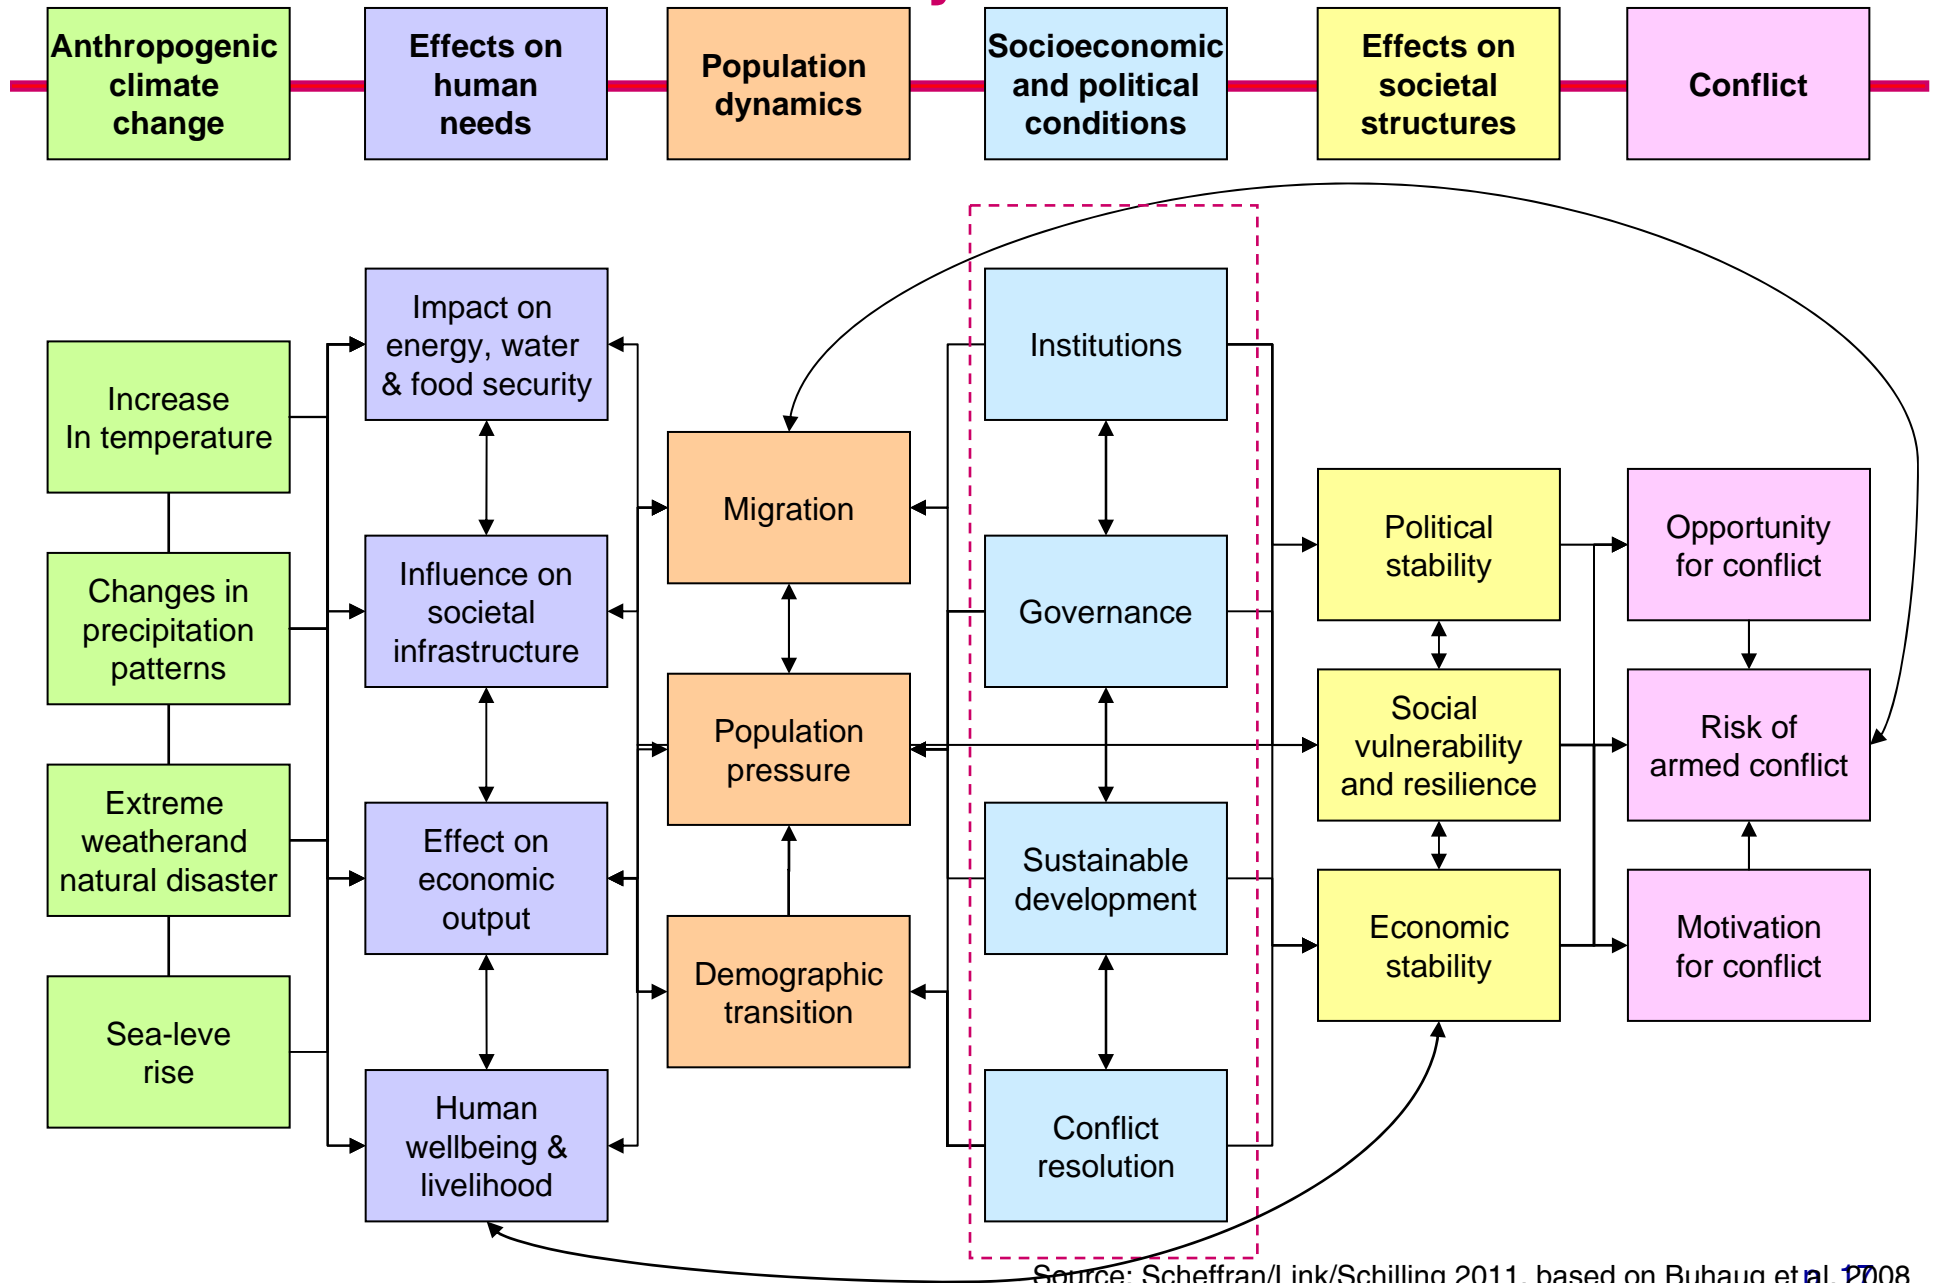 Anthropogenic
climate
change
Effects on
human
needs
Population
dynamics
Socioeconomic
and political
conditions
Effects on
societal
structures
Conflict
Increase
In temperature
Changes in
precipitation
patterns
Extreme
weatherand
natural disaster
Sea-leve
rise
Impact on
energy, water
& food security
Influence on
societal
infrastructure
Effect on
economic
output
Human
wellbeing &
livelihood
Migration
Population
pressure
Demographic
transition
Institutions
Governance
Sustainable
development
Conflict
resolution
Political
stability
Social
vulnerability
and resilience
Economic
stability
Opportunity
for conflict
Risk of
armed conflict
Motivation
for conflict
Source: Scheffran/Link/Schilling 2011, based on Buhaug et al. 2008